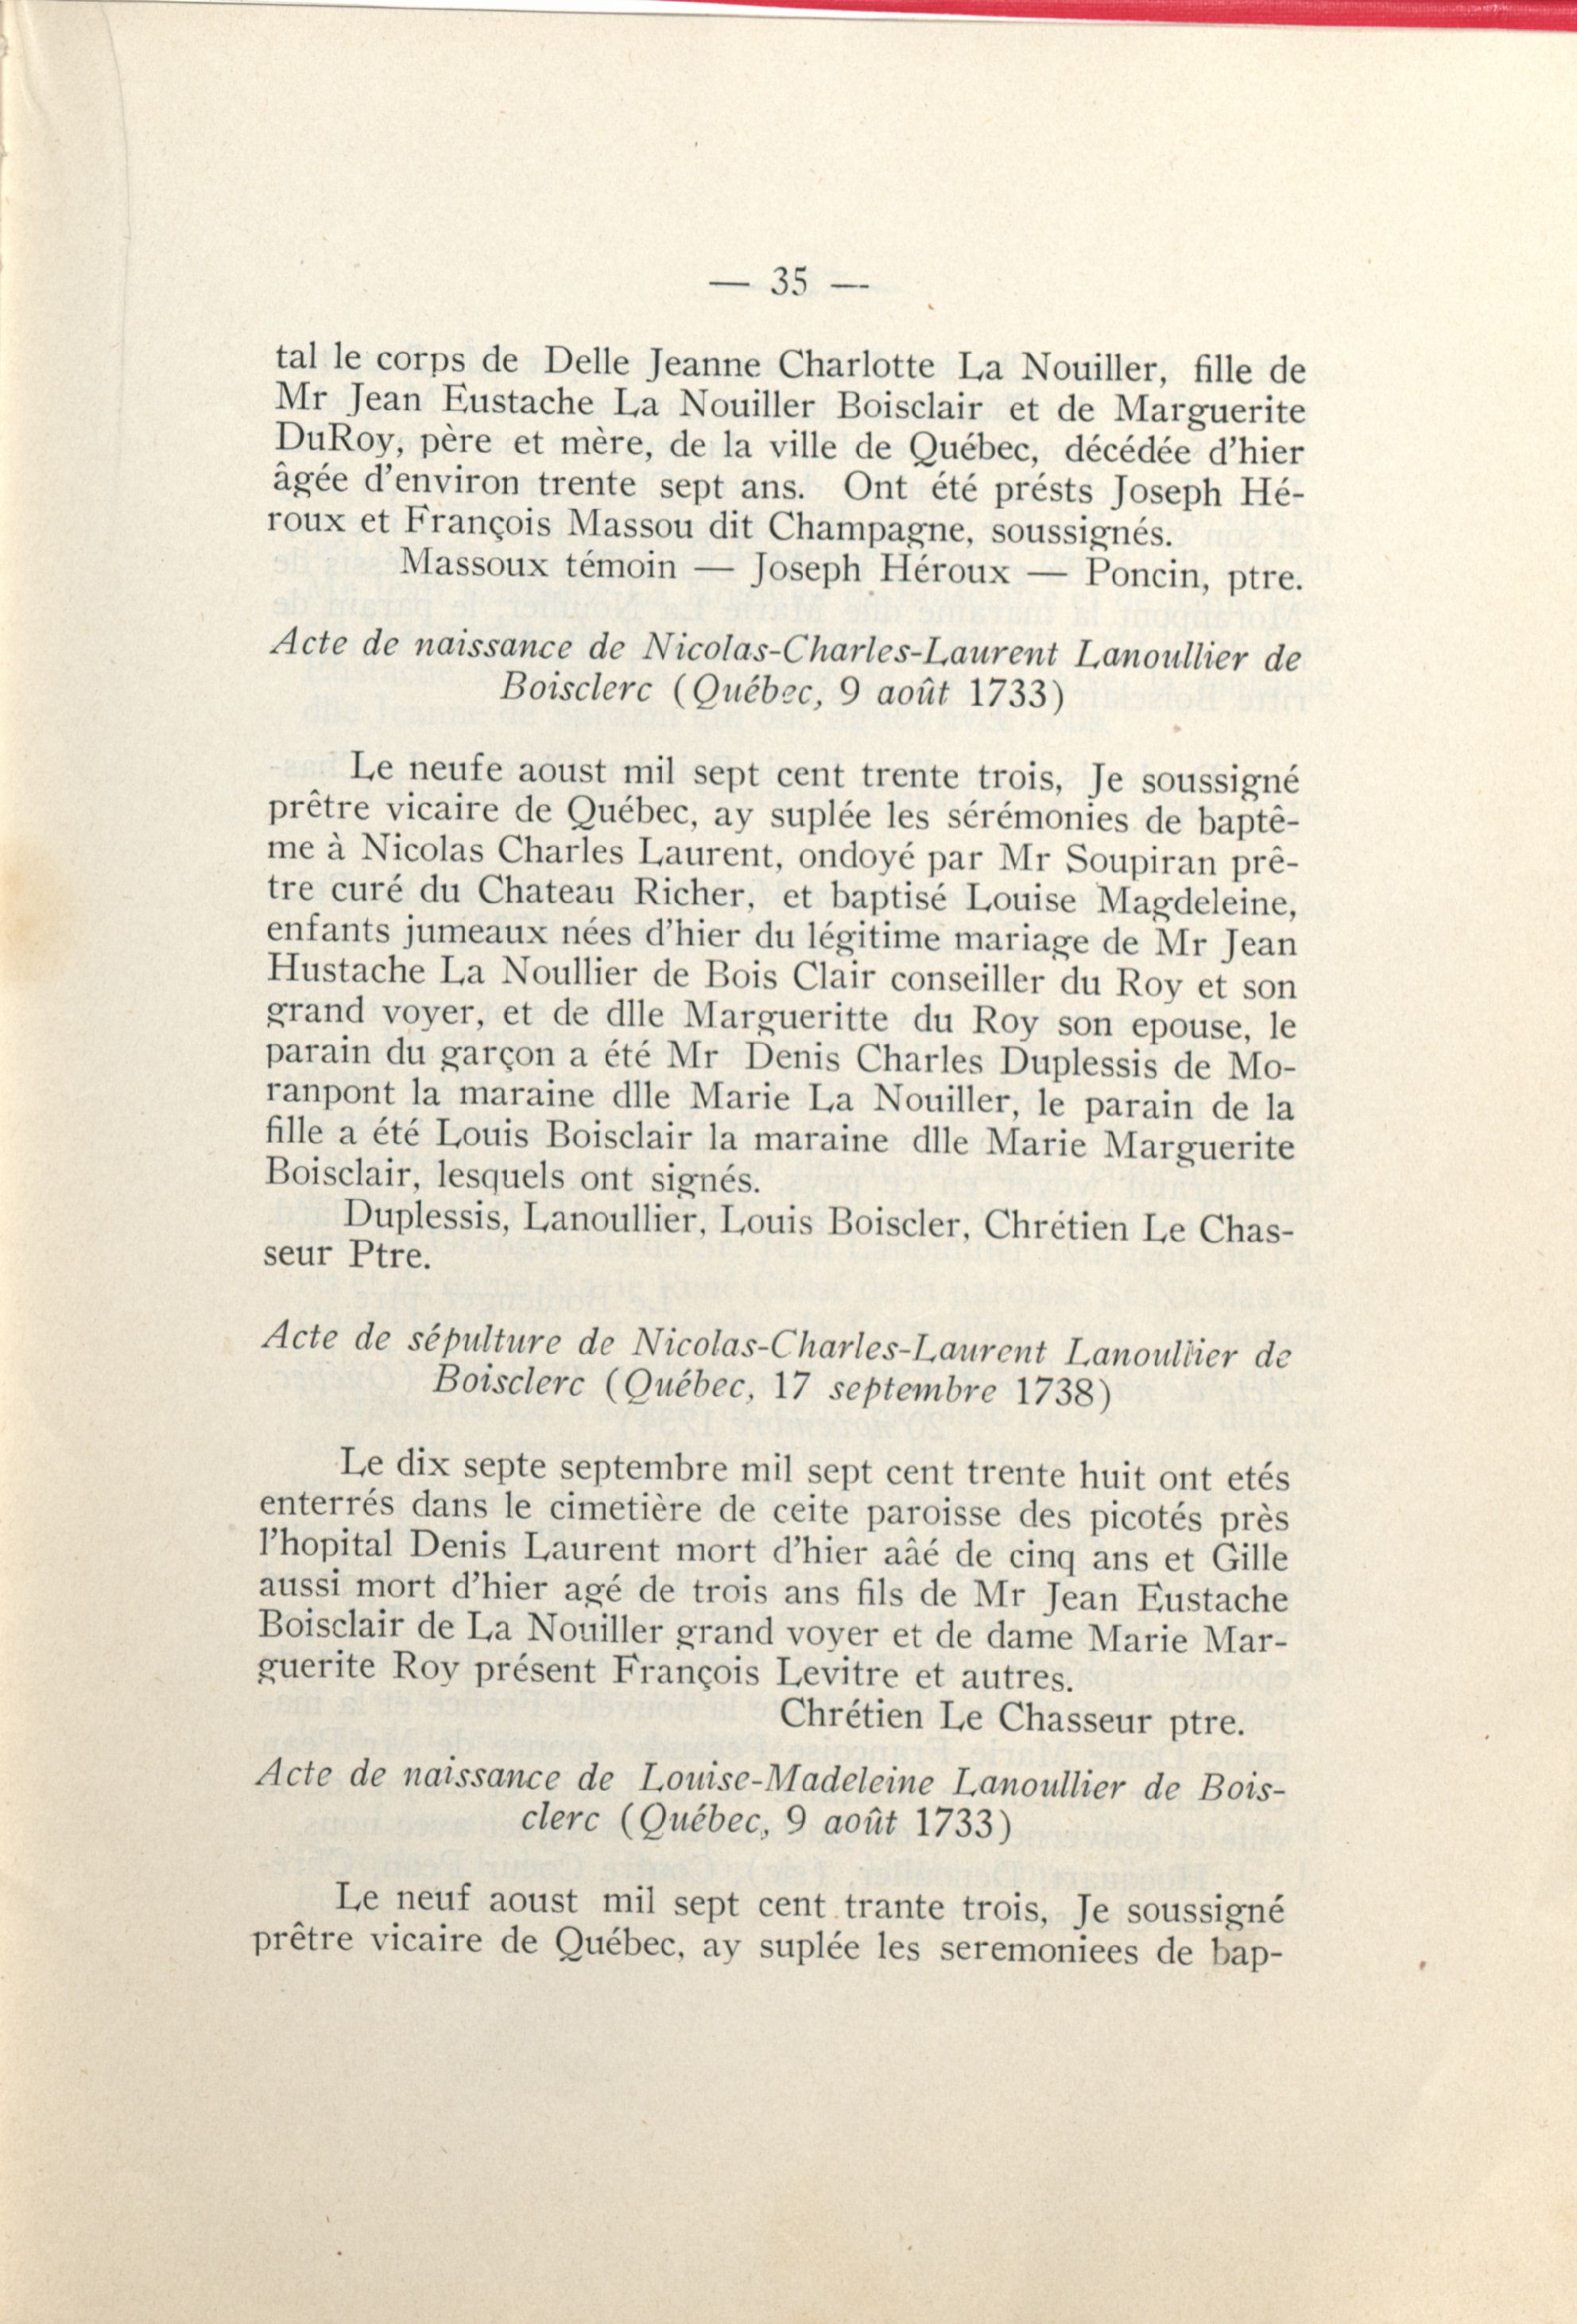 — 35 —
tal le corps de Delle Jeanne Charlotte La Nouiller, fille de
Mr Jean Eustache La Nouiller Boisclair et de Marguerite
DuRoy, père et mère, de la ville de Québec, décédée d'hier
âgée d'environ trente sept ans. Ont été présts Joseph Hé-
roux et François Massou dit Champagne, soussignés.
Massoux témoin — Joseph Héroux — Poncin, ptre.
Acte de naissance de Nicolas-Charles-Laurent Lanoullier de
Boisclerc (Québec, 9 août 1733)
Le neufe aoust mil sept cent trente trois, Je soussigné
prêtre vicaire de Québec, ay suplée les sérémonies de baptê-
me à Nicolas Charles Laurent, ondoyé par Mr Soupiran prê-
tre curé du Chateau Richer, et baptisé Louise Magdeleine,
enfants jumeaux nées d'hier du légitime mariage de Mr Jean
Hustache La Noullier de Bois Clair conseiller du Roy et son
grand voyer, et de dlle Margueritte du Roy son epouse, le
parain du garçon a été Mr Denis Charles Duplessis de Mo-
ranpont la maraine dlle Marie La Nouiller, le parain de la
fille a été Louis Boisclair la maraine dlle Marie Marguerite
Boisclair, lesquels ont signés.
Duplessis, Lanoullier, Louis Boiscler, Chrétien Le Chas-
seur Ptre.
Acte de sépulture de Nicolas-Charles-Laurent Lanoullier de
Boisclerc (Québec, 17 septembre 1738)
Le dix septe septembre mil sept cent trente huit ont etés
enterrés dans le cimetière de ceite paroisse des picotés près
l'hopital Denis Laurent mort d'hier aâé de cinq ans et Gille
aussi mort d'hier agé de trois ans fils de Mr Jean Eustache
Boisclair de La Nouiller grand voyer et de dame Marie Mar-
guerite Roy présent François Levitre et autres.
Chrétien Le Chasseur ptre.
Acte de naissance de Louise-Madeleine Lanoullier de Bois-
clerc (Québec, 9 août 1733)
Le neuf aoust mil sept cent trante trois, Je soussigné
prêtre vicaire de Québec, ay suplée les seremoniees de bap-